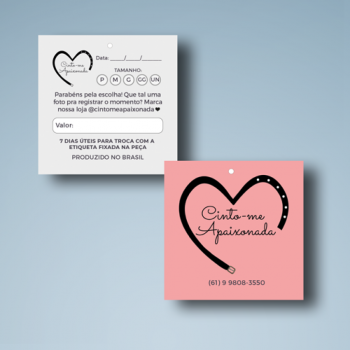 Cinto-me
Apaixonada
Data: ___/___/___
TAMANHO:
P M G GG UN
Parabéns pela escolha! Que tal uma
foto pra registrar o momento? Marca
nossa loja @cintomeapaixonada❤
Valor:
7 DIAS ÚTEIS PARA TROCA COM A
ETIQUETA FIXADA NA PEÇA
PRODUZIDO NO BRASIL
Cinto-me
Apaixonada
(61) 9 9808-3550